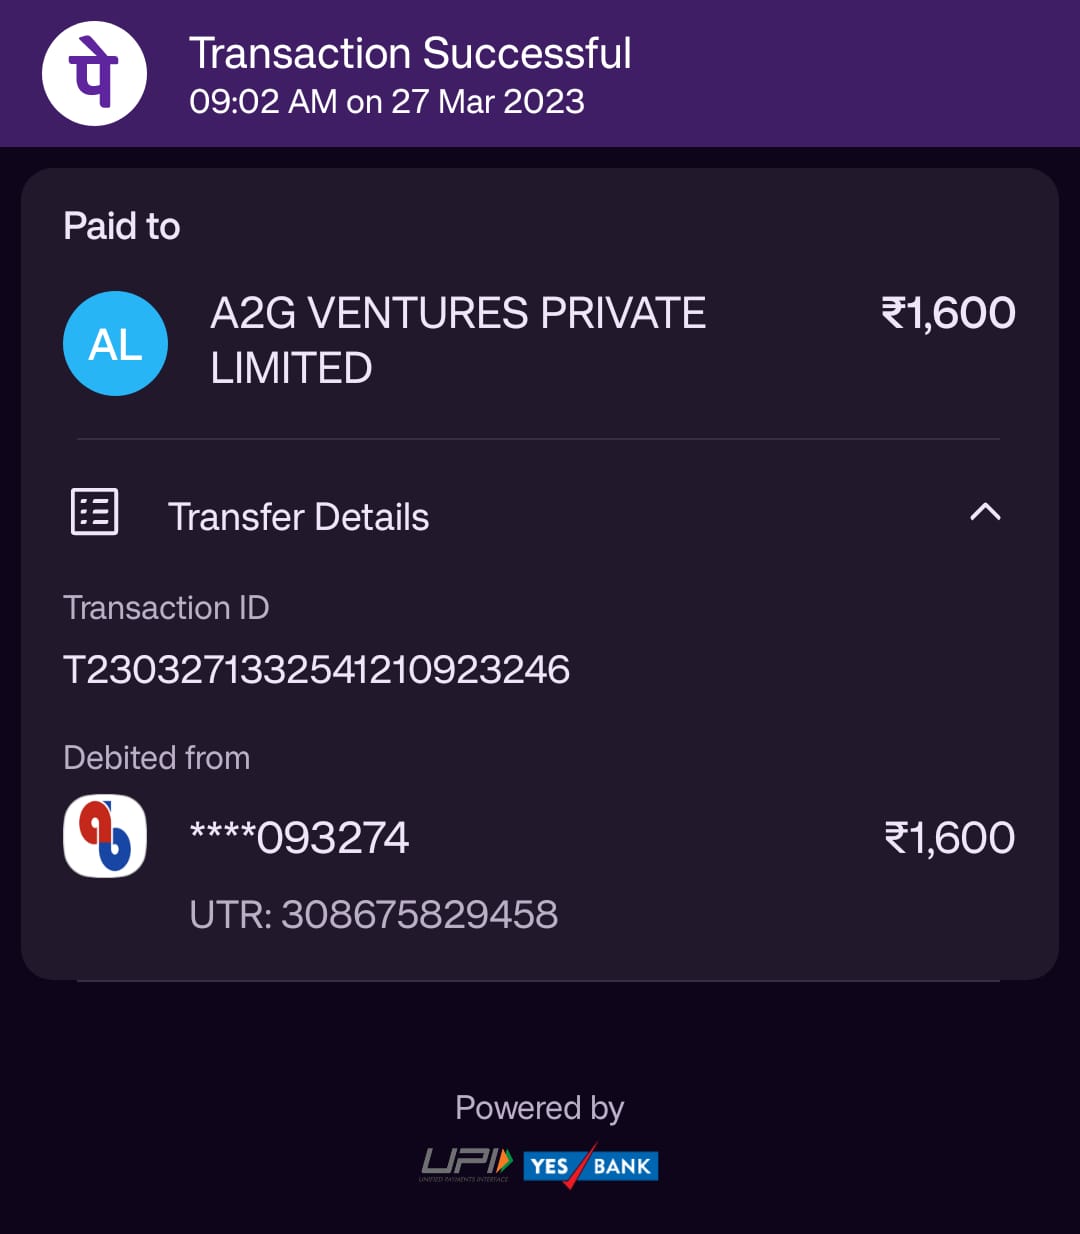 पे
Transaction Successful
09:02 AM on 27 Mar 2023
Paid to
AL
A2G VENTURES PRIVATE
LIMITED
₹1,600
Transfer Details
Transaction ID
T2303271332541210923246
Debited from
****093274
₹1,600
UTR: 308675829458
Powered by
UPI
UNIFIED PAYMENTS INTERFACE
YES BANK